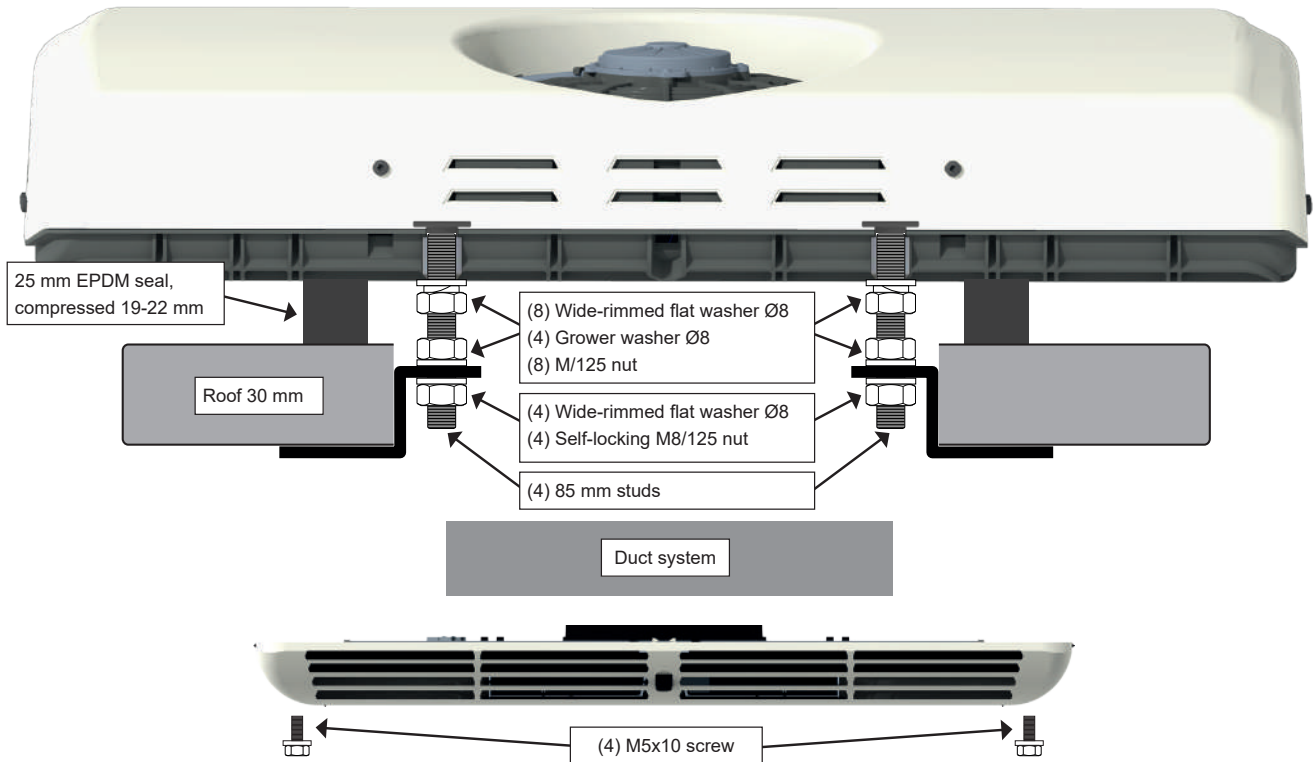 25 mm EPDM seal,
compressed 19-22 mm
(8) Wide-rimmed flat washer Ø8
(4) Grower washer Ø8
(8) M/125 nut
Roof 30 mm
(4) Wide-rimmed flat washer Ø8
(4) Self-locking M8/125 nut
(4) 85 mm studs
Duct system
(4) M5x10 screw